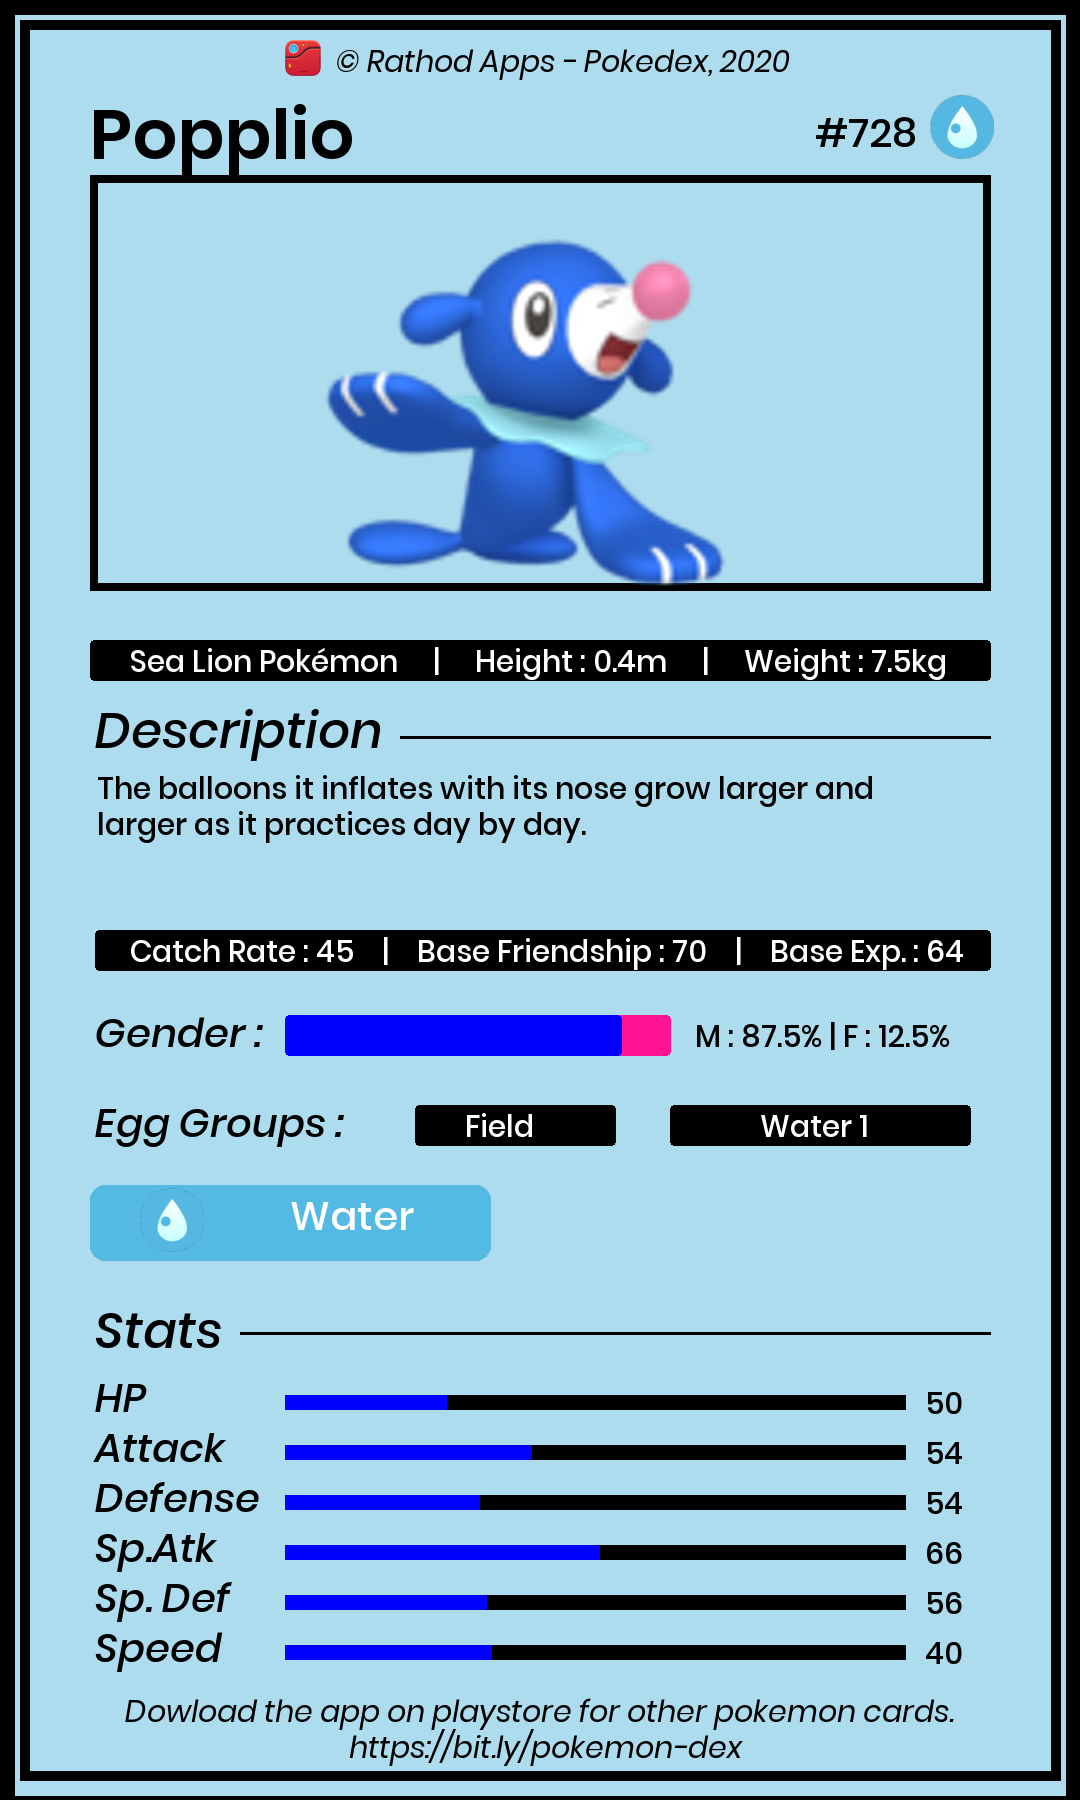 © Rathod Apps - Pokedex, 2020
Popplio #728
Sea Lion Pokémon | Height : 0.4m | Weight : 7.5kg
Description
The balloons it inflates with its nose grow larger and
larger as it practices day by day.
Catch Rate : 45 | Base Friendship : 70 | Base Exp. : 64
Gender : M : 87.5% | F : 12.5%
Egg Groups : Field Water 1
Water
Stats
HP 50
Attack 54
Defense 54
Sp.Atk 66
Sp. Def 56
Speed 40
Dowload the app on playstore for other pokemon cards.
https://bit.ly/pokemon-dex